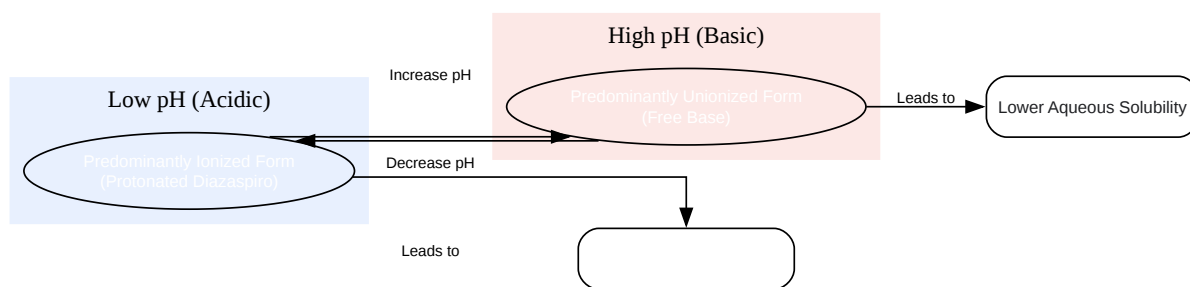 High pH (Basic)
Increase pH
Predominantly Unionized Form
(Free Base)
Leads to
Lower Aqueous Solubility
Low pH (Acidic)
Predominantly Ionized Form
(Protonated Diazaspiro)
Decrease pH
Leads to